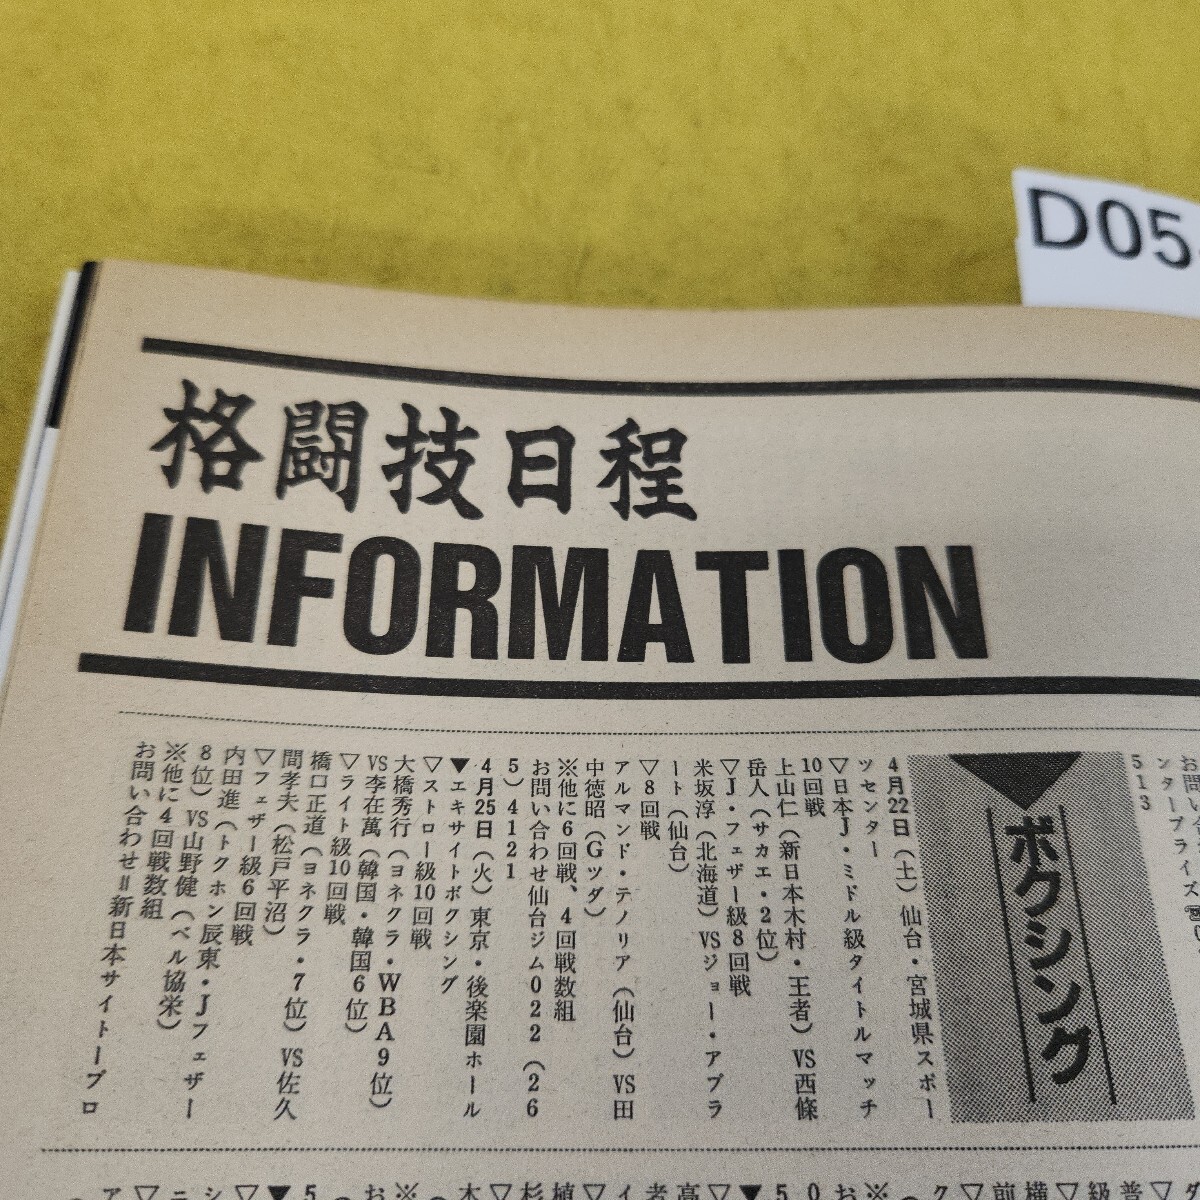 D05
格闘技日程
INFORMATION
513
ボクシング
4月22日（土）仙台・宮城県スポー
ツセンター
▽日本J・ミドル級タイトルマッチ
10回戦
上山仁（新日本木村・王者）VS西條
岳人（サカエ・2位）
▽J・フェザー級8回戦
米坂淳（北海道）VSジョー・アブラ
ート（仙台）
▽8回戦
アルマンド・テノリア（仙台）VS田
中徳昭（Gツダ）
※他に6回戦、4回戦数組
お問い合わせ仙台ジム022（26
5）4121
4月25日（火）東京・後楽園ホール
▼エキサイトボクシング
▽ストロー級10回戦
大橋秀行（ヨネクラ・WBA9位）
VS李在萬（韓国・韓国6位）
▽ライト級10回戦
橋口正道（ヨネクラ・7位）VS佐久
間孝夫（松戸平沼）
▽フェザー級6回戦
内田進（トクホン辰東・Jフェザー
8位）VS山野健（ベル協栄）
※他に4回戦数組
お問い合わせ＝新日本サイトープロ